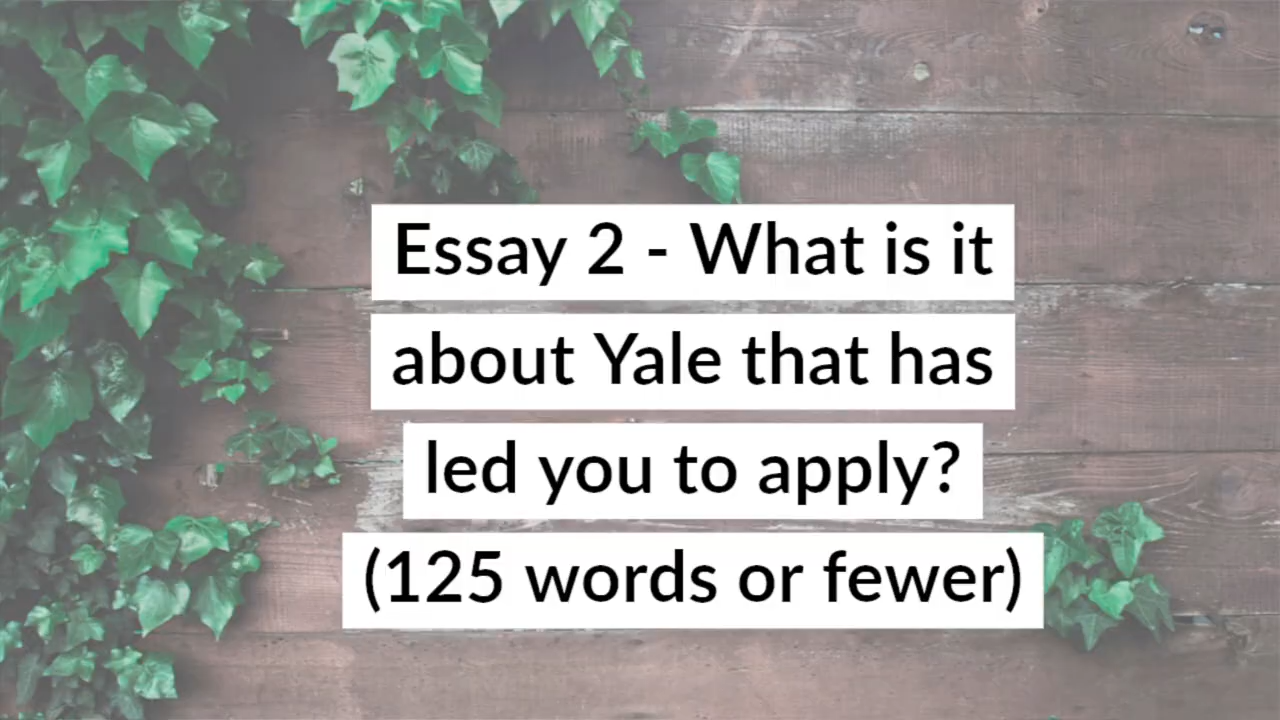 Essay 2 - What is it
about Yale that has
led you to apply?
(125 words or fewer)